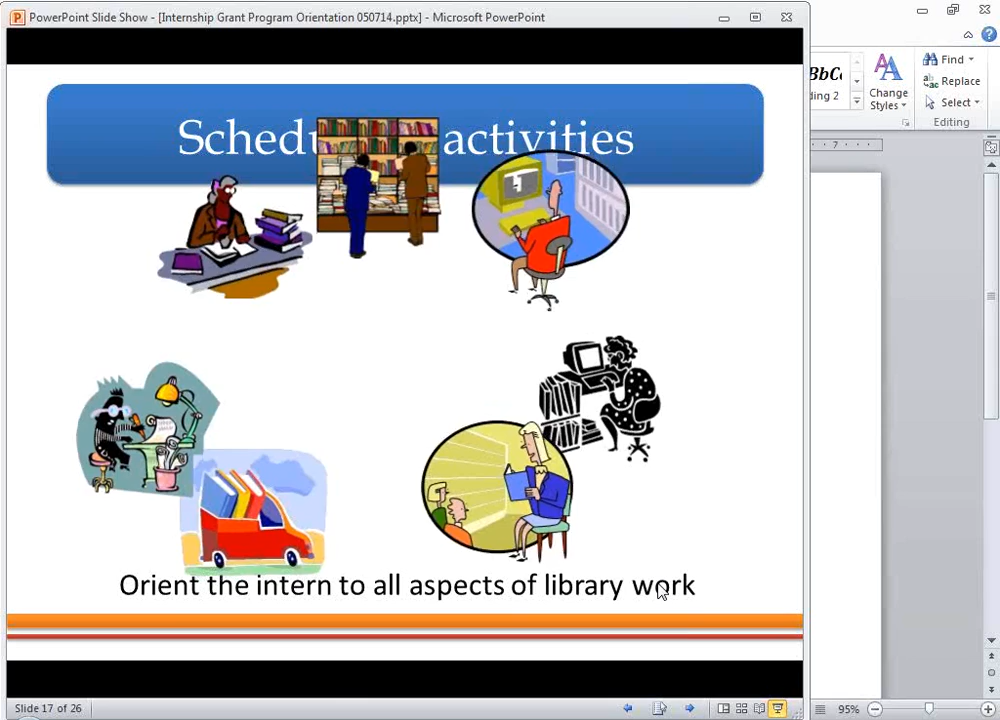 PowerPoint Slide Show - [Internship Grant Program Orientation 050714.pptx] - Microsoft PowerPoint
activities
Orient the intern to all aspects of library work
Slide 17 of 26
Find
Replace
Select
Change
Styles
Editing
7
95%